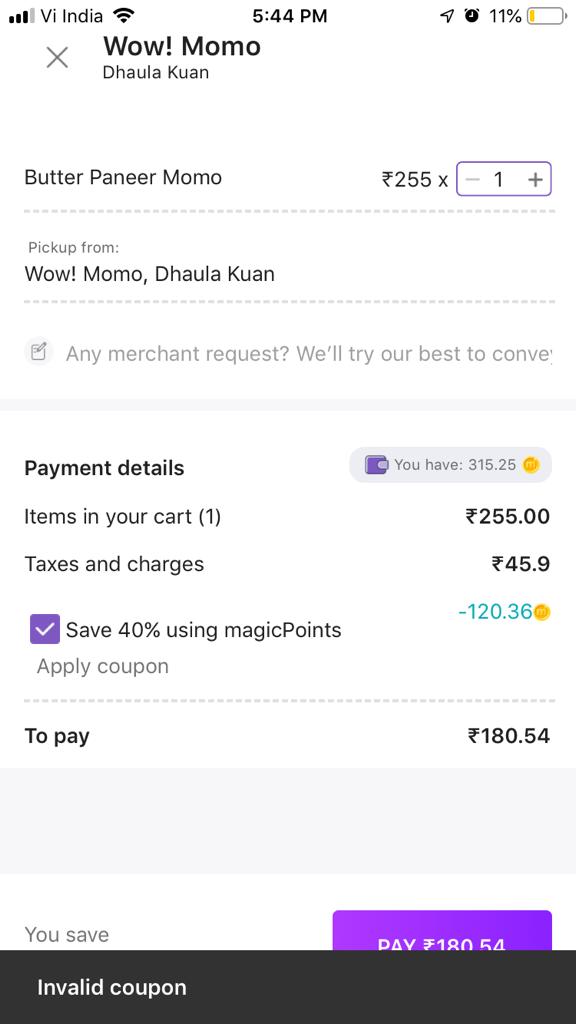 Vi India 5:44 PM 11%
Wow! Momo
Dhaula Kuan
Butter Paneer Momo ₹255 x 1
Pickup from:
Wow! Momo, Dhaula Kuan
Any merchant request? We'll try our best to convey
Payment details You have: 315.25
Items in your cart (1) ₹255.00
Taxes and charges ₹45.9
-120.36
Save 40% using magicPoints
Apply coupon
To pay ₹180.54
You save
PAY ₹180.54
Invalid coupon